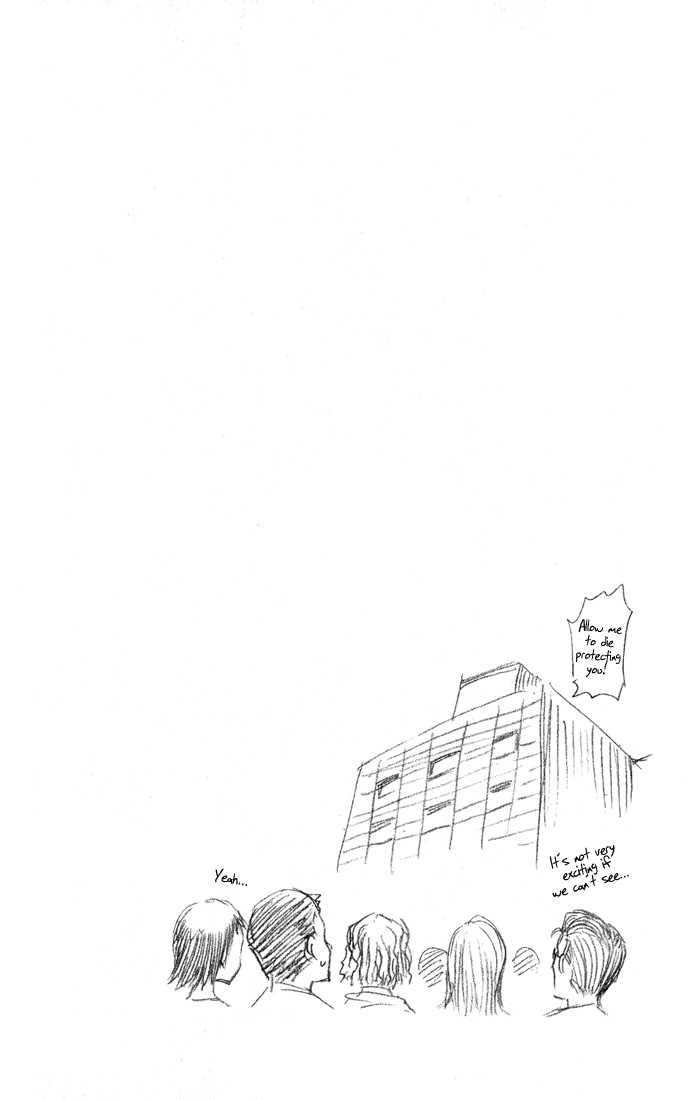 Allow me
to die
protecting
you!
It's not very
exciting if
we can't see...
Yeah...